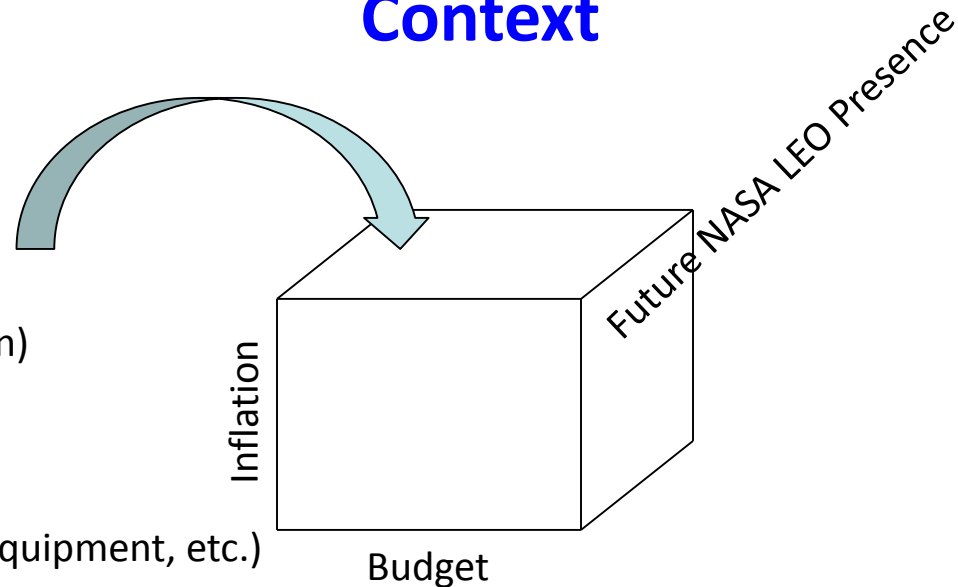 Context
Future NASA LEO Presence
n)
Inflation
quipment, etc.)
Budget